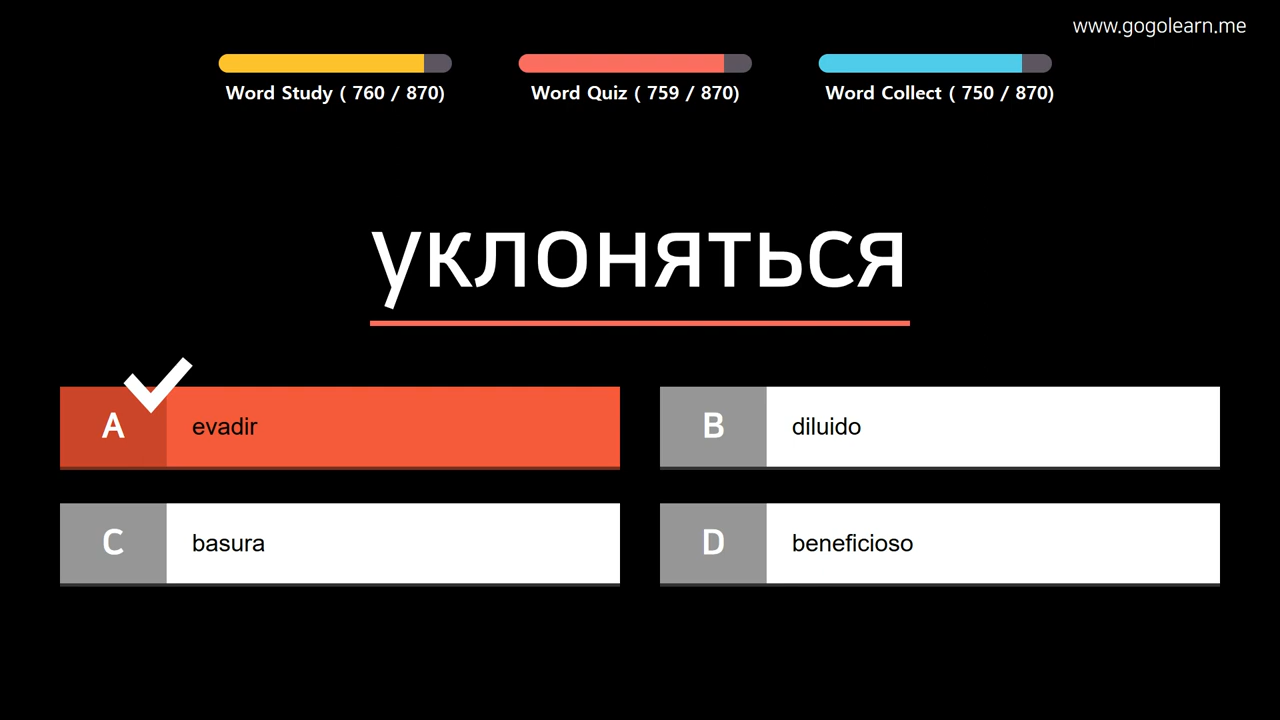 www.gogolearn.me
Word Study ( 760 / 870)
Word Quiz ( 759 / 870)
Word Collect ( 750 / 870)
уклоняться
A evadir
B diluido
C basura
D beneficioso